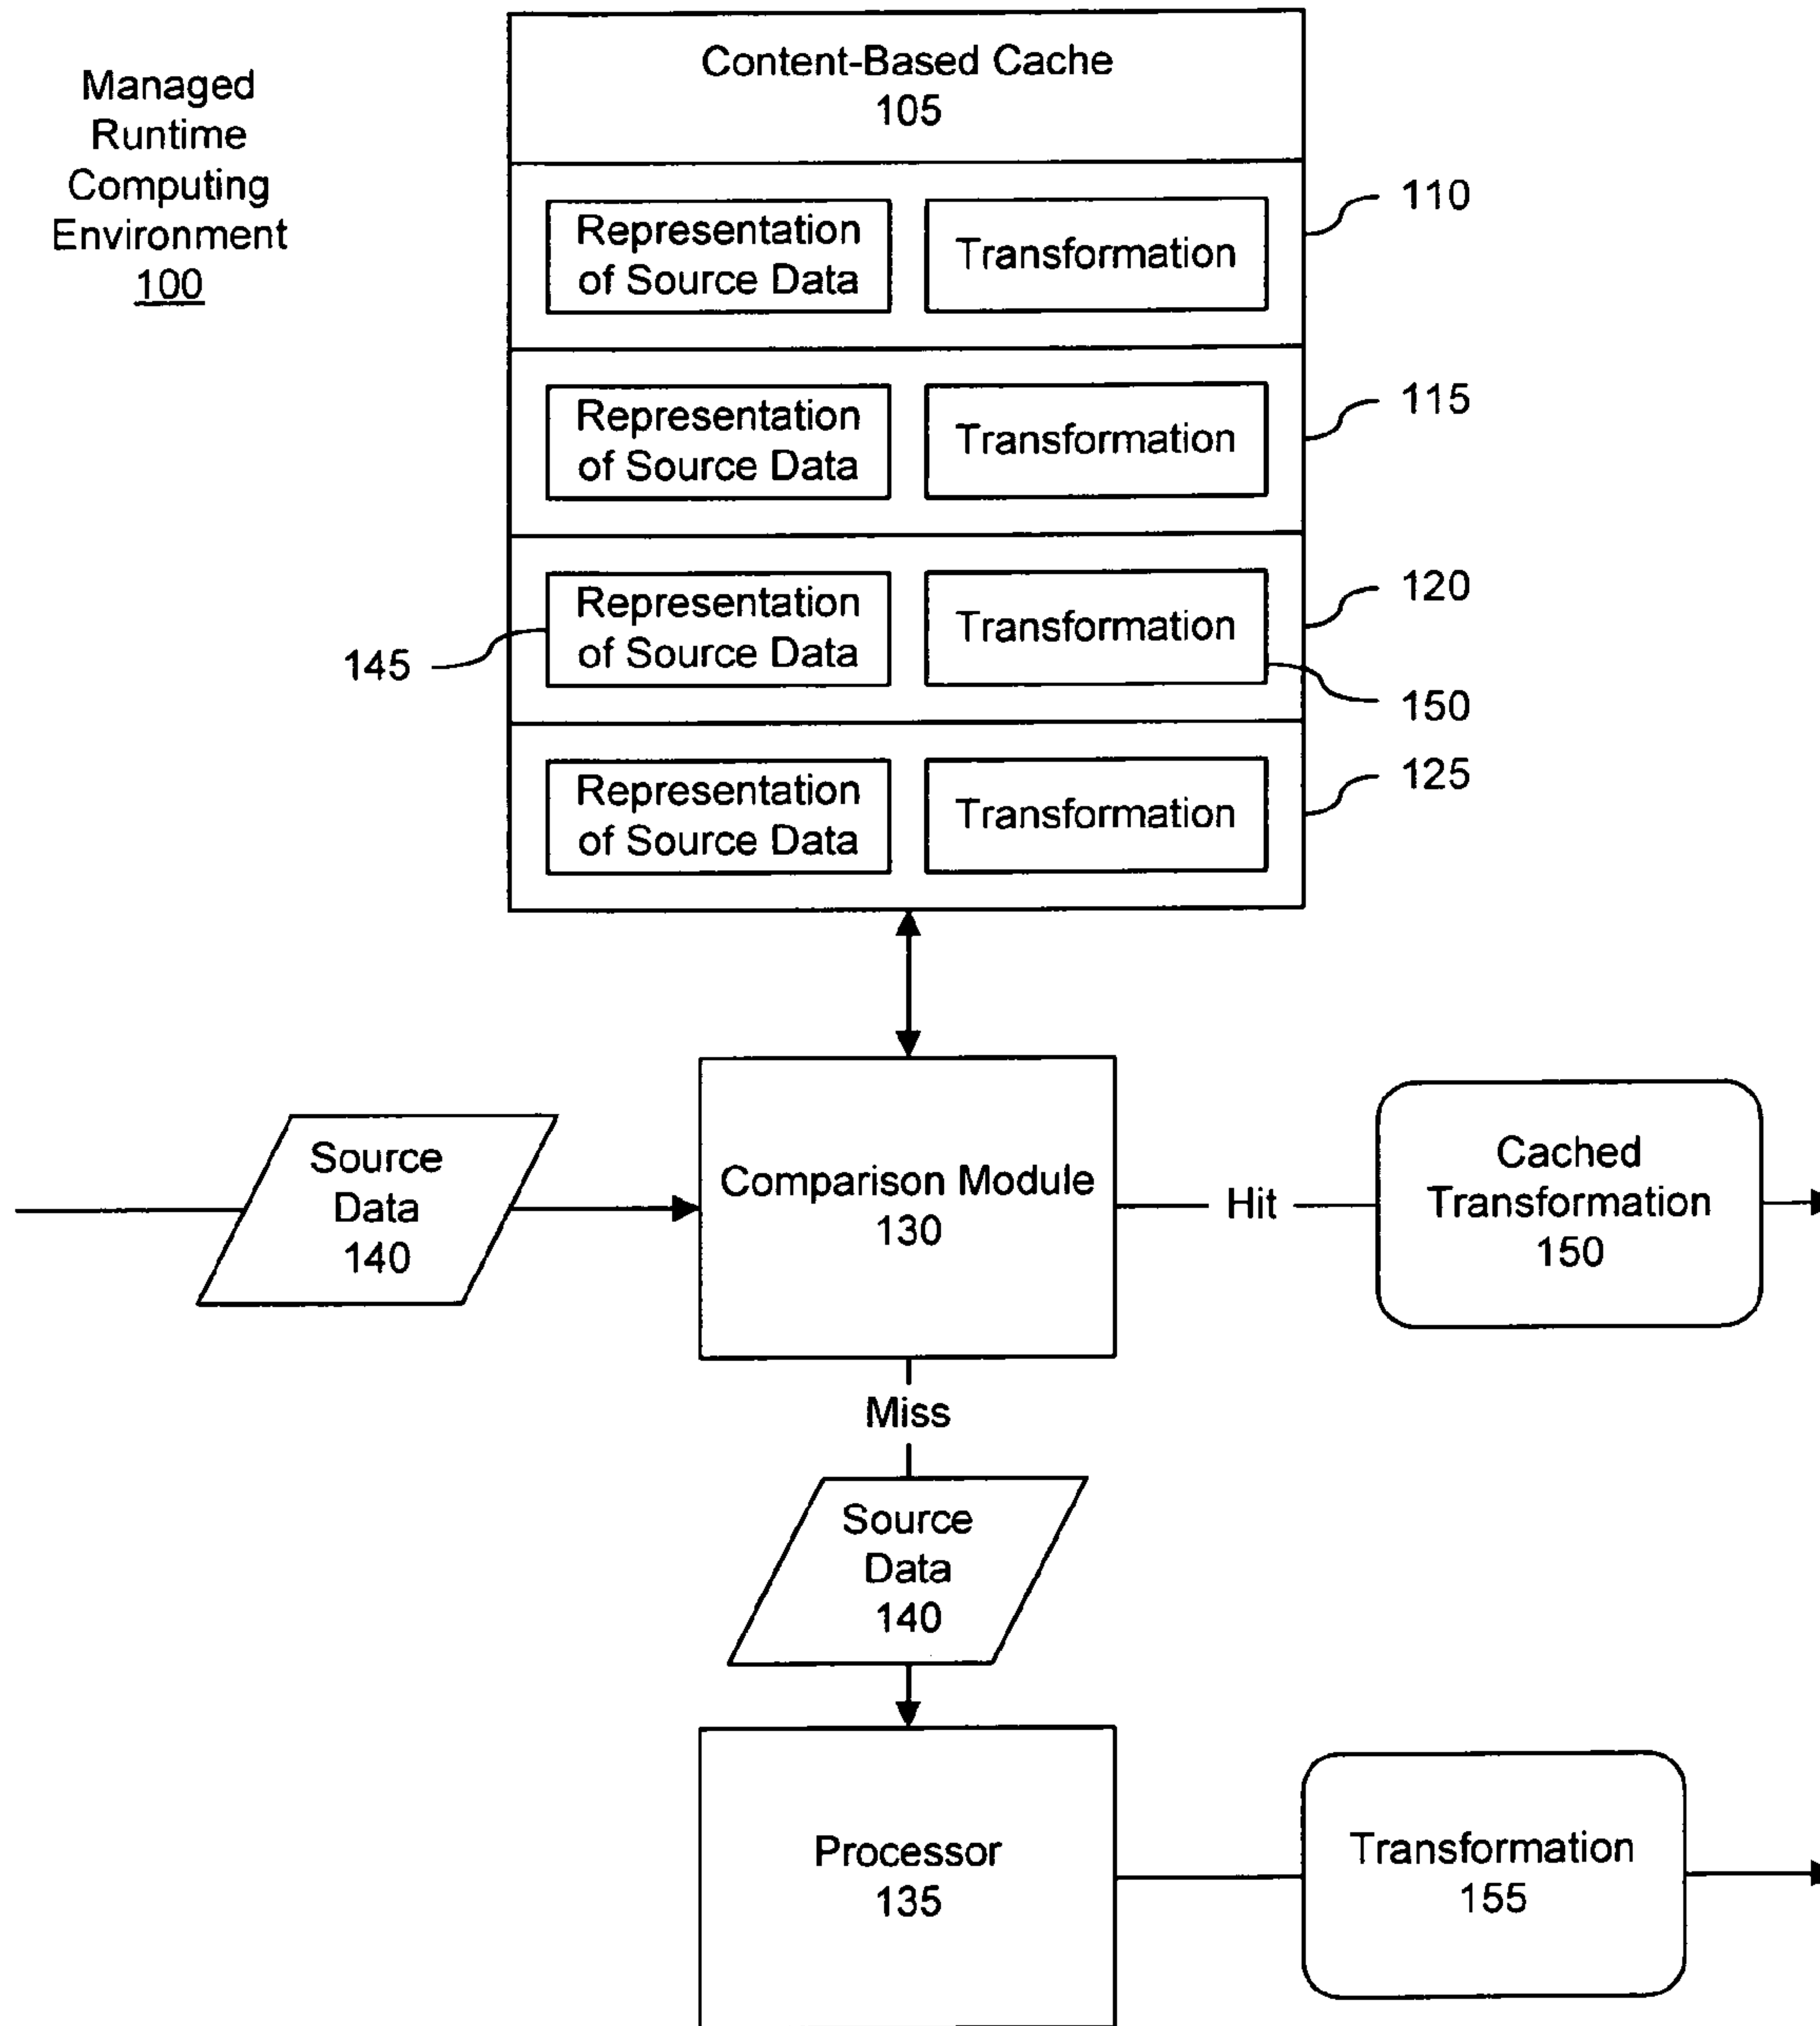 Managed
Runtime
Computing
Environment
100
Content-Based Cache
105
Representation
of Source Data
Transformation
110
Representation
of Source Data
Transformation
115
Representation
of Source Data
Transformation
120
145
150
Representation
of Source Data
Transformation
125
Source
Data
140
Comparison Module
130
Hit
Cached
Transformation
150
Miss
Source
Data
140
Processor
135
Transformation
155